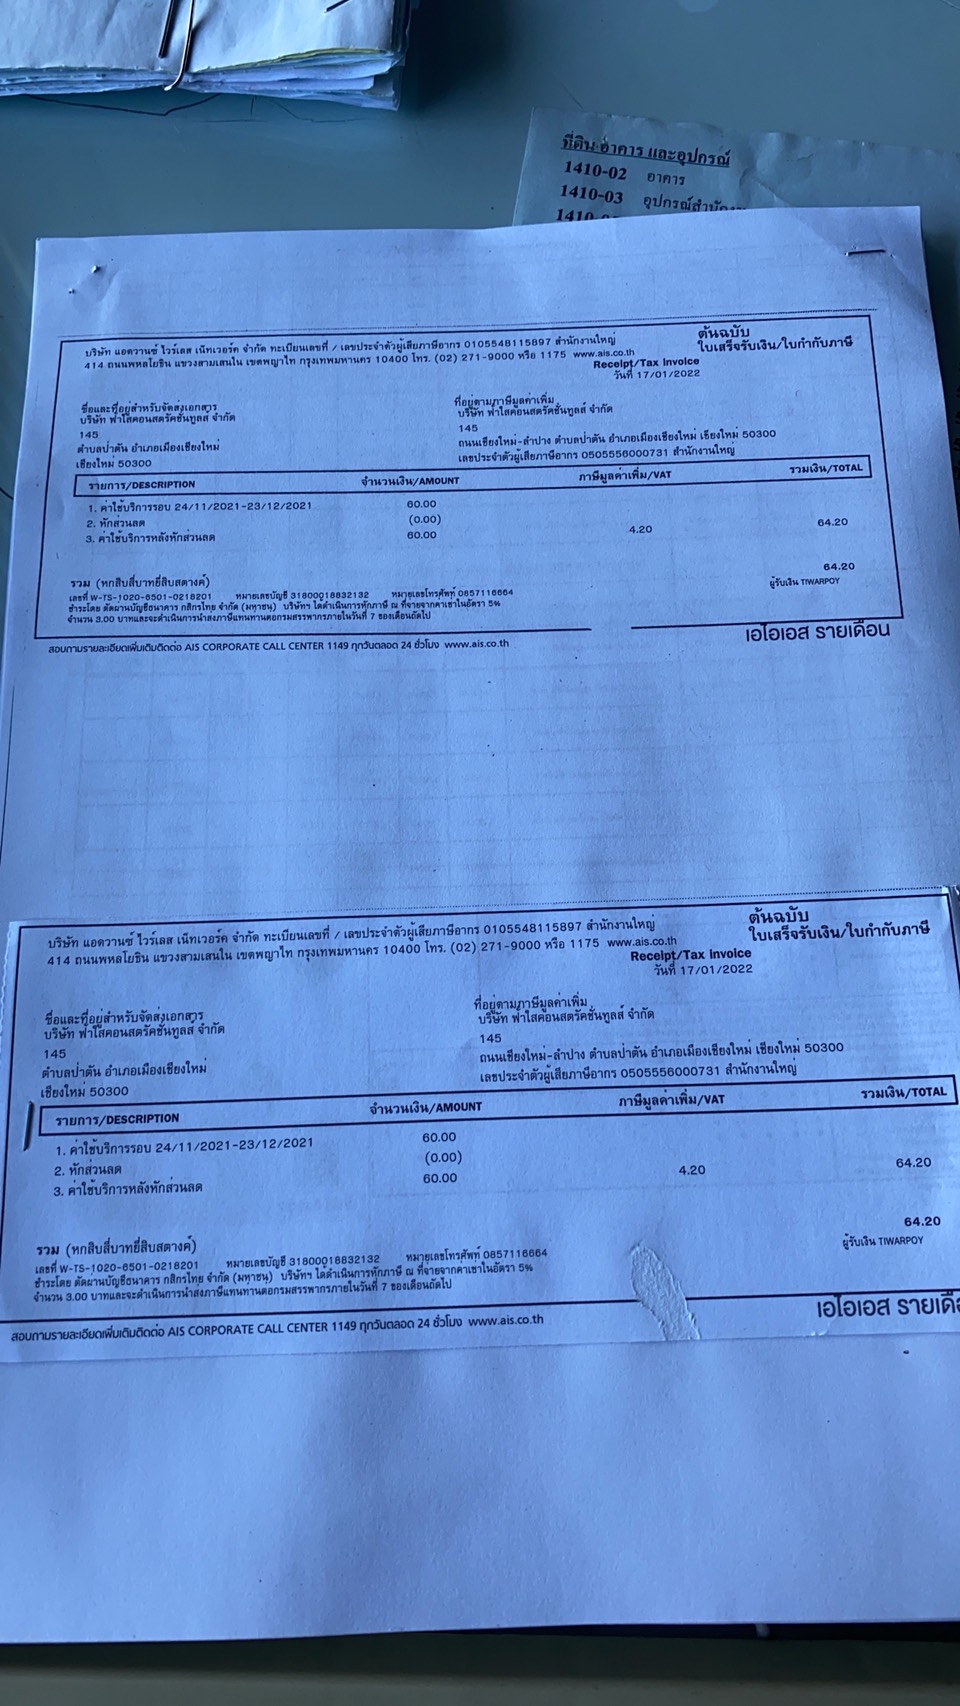 ที่ดิน อาคาร และอุปกรณ์
1410-02 อาคาร
1410-03 อุปกรณ์สำนัก
ต้นฉบับ
บริษัท แอดวานซ์ ไวร์เลส เน็ทเวอร์ค จำกัด ทะเบียนเลขที่ / เลขประจำตัวผู้เสียภาษีอากร 0105548115897 สำนักงานใหญ่
ใบเสร็จรับเงิน/ใบกำกับภาษี
414 ถนนพหลโยธิน แขวงสามเสนใน เขตพญาไท กรุงเทพมหานคร 10400 โทร. (02) 271-9000 หรือ 1175 www.ais.co.th
Receipt/Tax Invoice
วันที่ 17/01/2022
ชื่อและที่อยู่สำหรับจัดส่งเอกสาร
บริษัท ฟาใสคอนสตรัคชั่นทูลส์ จำกัด
145
ตำบลป่าตัน อำเภอเมืองเชียงใหม่
เชียงใหม่ 50300
ที่อยู่ตามภาษีมูลค่าเพิ่ม
บริษัท ฟาใสคอนสตรัคชั่นทูลส์ จำกัด
145
ถนนเชียงใหม่-ลำปาง ตำบลป่าตัน อำเภอเมืองเชียงใหม่ เชียงใหม่ 50300
เลขประจำตัวผู้เสียภาษีอากร 0505556000731 สำนักงานใหญ่
รายการ/DESCRIPTION จำนวนเงิน/AMOUNT ภาษีมูลค่าเพิ่ม/VAT รวมเงิน/TOTAL
1. ค่าใช้บริการรอบ 24/11/2021-23/12/2021 60.00
2. หักส่วนลด (0.00)
3. ค่าใช้บริการหลังหักส่วนลด 60.00 4.20 64.20
64.20
รวม (หกสิบสี่บาทยี่สิบสตางค์) ผู้รับเงิน TIWARPOY
เลขที่ W-TS-1020-6501-0218201 หมายเลขบัญชี 31800018832132 หมายเลขโทรศัพท์ 0857116664
ชำระโดย ตัดผ่านบัญชีธนาคาร กสิกรไทย จำกัด (มหาชน) บริษัทฯ ได้ดำเนินการหักภาษี ณ ที่จ่ายจากค่าเช่าในอัตรา 5%
จำนวน 3.00 บาทและจะดำเนินการนำส่งภาษีแทนท่านต่อกรมสรรพากรภายในวันที่ 7 ของเดือนถัดไป
เอไอเอส รายเดือน
สอบถามรายละเอียดเพิ่มเติมติดต่อ AIS CORPORATE CALL CENTER 1149 ทุกวันตลอด 24 ชั่วโมง www.ais.co.th
ต้นฉบับ
บริษัท แอดวานซ์ ไวร์เลส เน็ทเวอร์ค จำกัด ทะเบียนเลขที่ / เลขประจำตัวผู้เสียภาษีอากร 0105548115897 สำนักงานใหญ่
ใบเสร็จรับเงิน/ใบกำกับภาษี
414 ถนนพหลโยธิน แขวงสามเสนใน เขตพญาไท กรุงเทพมหานคร 10400 โทร. (02) 271-9000 หรือ 1175 www.ais.co.th
Receipt/Tax Invoice
วันที่ 17/01/2022
ชื่อและที่อยู่สำหรับจัดส่งเอกสาร
บริษัท ฟาใสคอนสตรัคชั่นทูลส์ จำกัด
145
ตำบลป่าตัน อำเภอเมืองเชียงใหม่
เชียงใหม่ 50300
ที่อยู่ตามภาษีมูลค่าเพิ่ม
บริษัท ฟาใสคอนสตรัคชั่นทูลส์ จำกัด
145
ถนนเชียงใหม่-ลำปาง ตำบลป่าตัน อำเภอเมืองเชียงใหม่ เชียงใหม่ 50300
เลขประจำตัวผู้เสียภาษีอากร 0505556000731 สำนักงานใหญ่
รายการ/DESCRIPTION จำนวนเงิน/AMOUNT ภาษีมูลค่าเพิ่ม/VAT รวมเงิน/TOTAL
1. ค่าใช้บริการรอบ 24/11/2021-23/12/2021 60.00
2. หักส่วนลด (0.00)
3. ค่าใช้บริการหลังหักส่วนลด 60.00 4.20 64.20
64.20
รวม (หกสิบสี่บาทยี่สิบสตางค์) ผู้รับเงิน TIWARPOY
เลขที่ W-TS-1020-6501-0218201 หมายเลขบัญชี 31800018832132 หมายเลขโทรศัพท์ 0857116664
ชำระโดย ตัดผ่านบัญชีธนาคาร กสิกรไทย จำกัด (มหาชน) บริษัทฯ ได้ดำเนินการหักภาษี ณ ที่จ่ายจากค่าเช่าในอัตรา 5%
จำนวน 3.00 บาทและจะดำเนินการนำส่งภาษีแทนท่านต่อกรมสรรพากรภายในวันที่ 7 ของเดือนถัดไป
เอไอเอส รายเดือ
สอบถามรายละเอียดเพิ่มเติมติดต่อ AIS CORPORATE CALL CENTER 1149 ทุกวันตลอด 24 ชั่วโมง www.ais.co.th